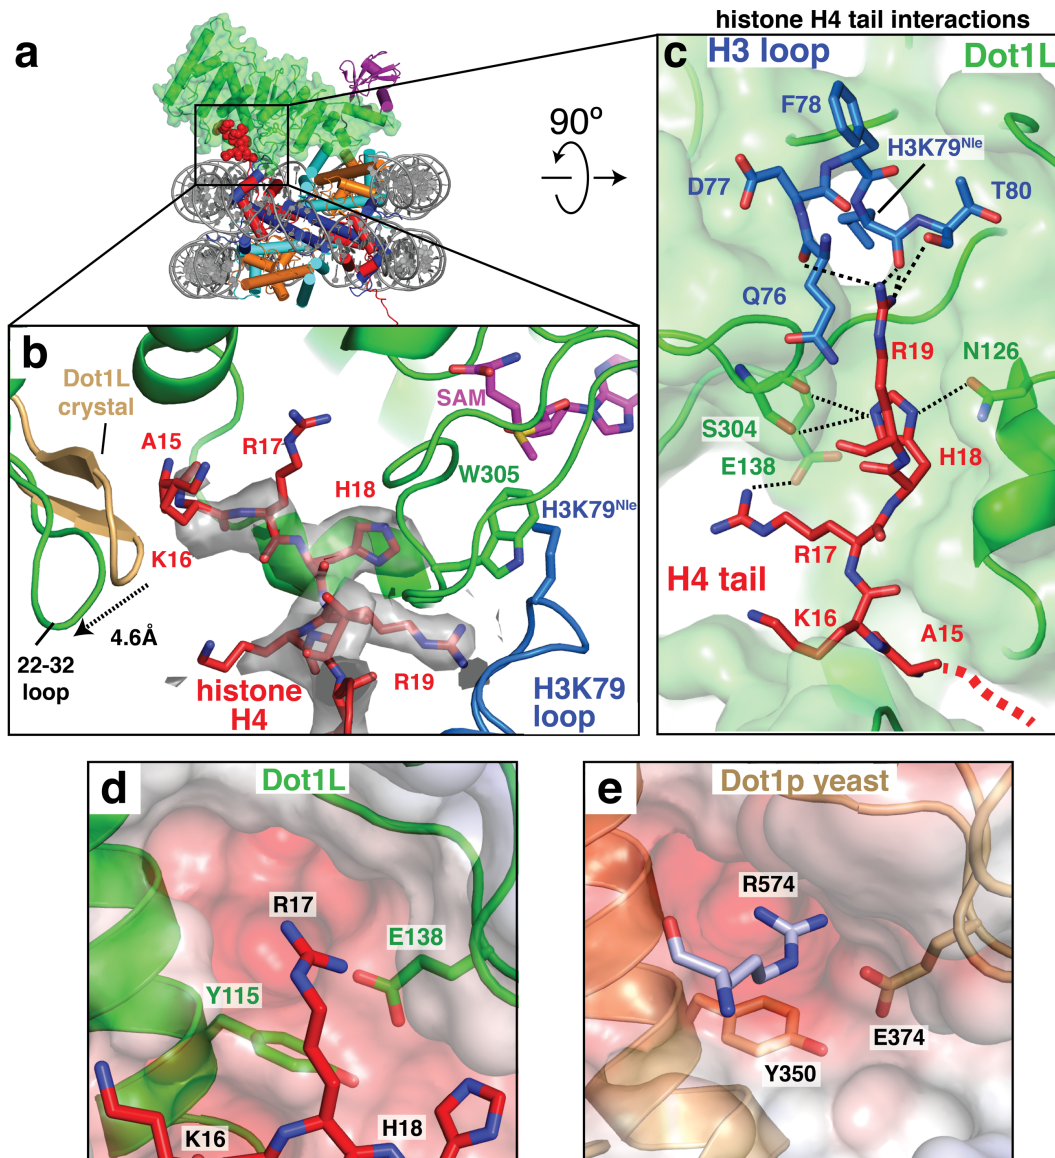 histone H4 tail interactions
a
90º
c
H3 loop
Dot1L
F78
H3K79Nle
D77
T80
Q76
R19
N126
S304
E138
H18
R17
H4 tail
K16
A15
b
Dot1L
crystal
SAM
A15
R17
W305
H18
H3K79Nle
K16
4.6Å
22-32
loop
histone
H4
R19
H3K79
loop
d
Dot1L
R17
E138
Y115
K16
H18
e
Dot1p yeast
R574
E374
Y350